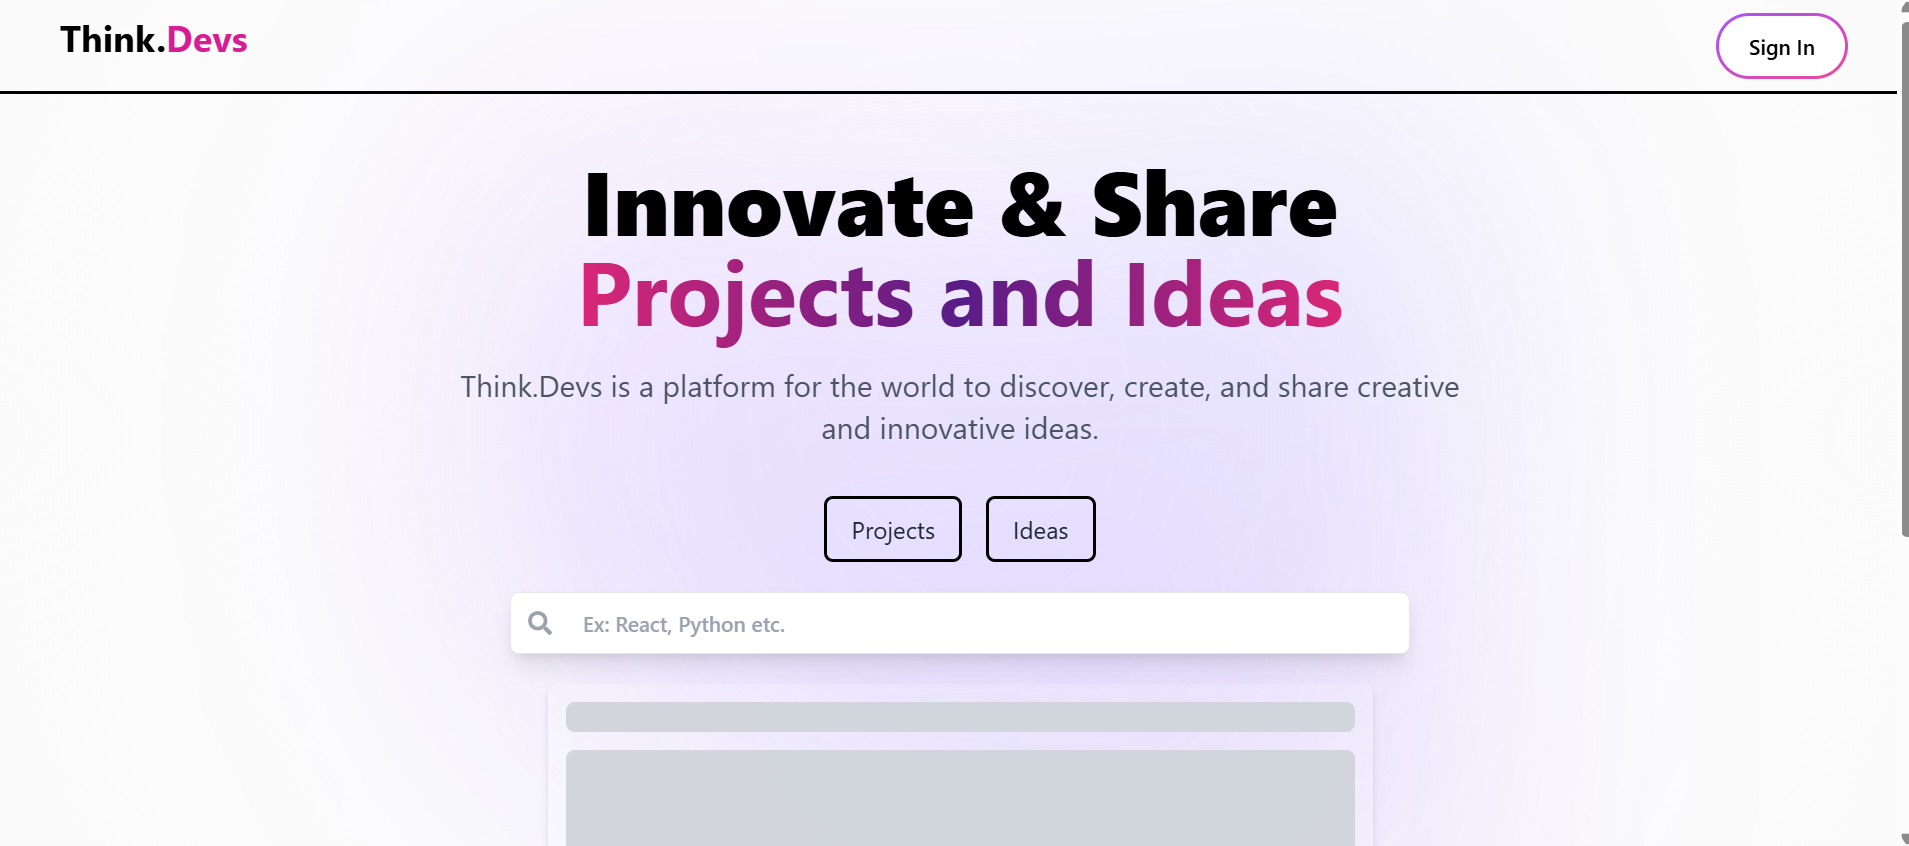 Think.Devs
Sign In
Innovate & Share
Projects and Ideas
Think.Devs is a platform for the world to discover, create, and share creative
and innovative ideas.
Projects
Ideas
Ex: React, Python etc.